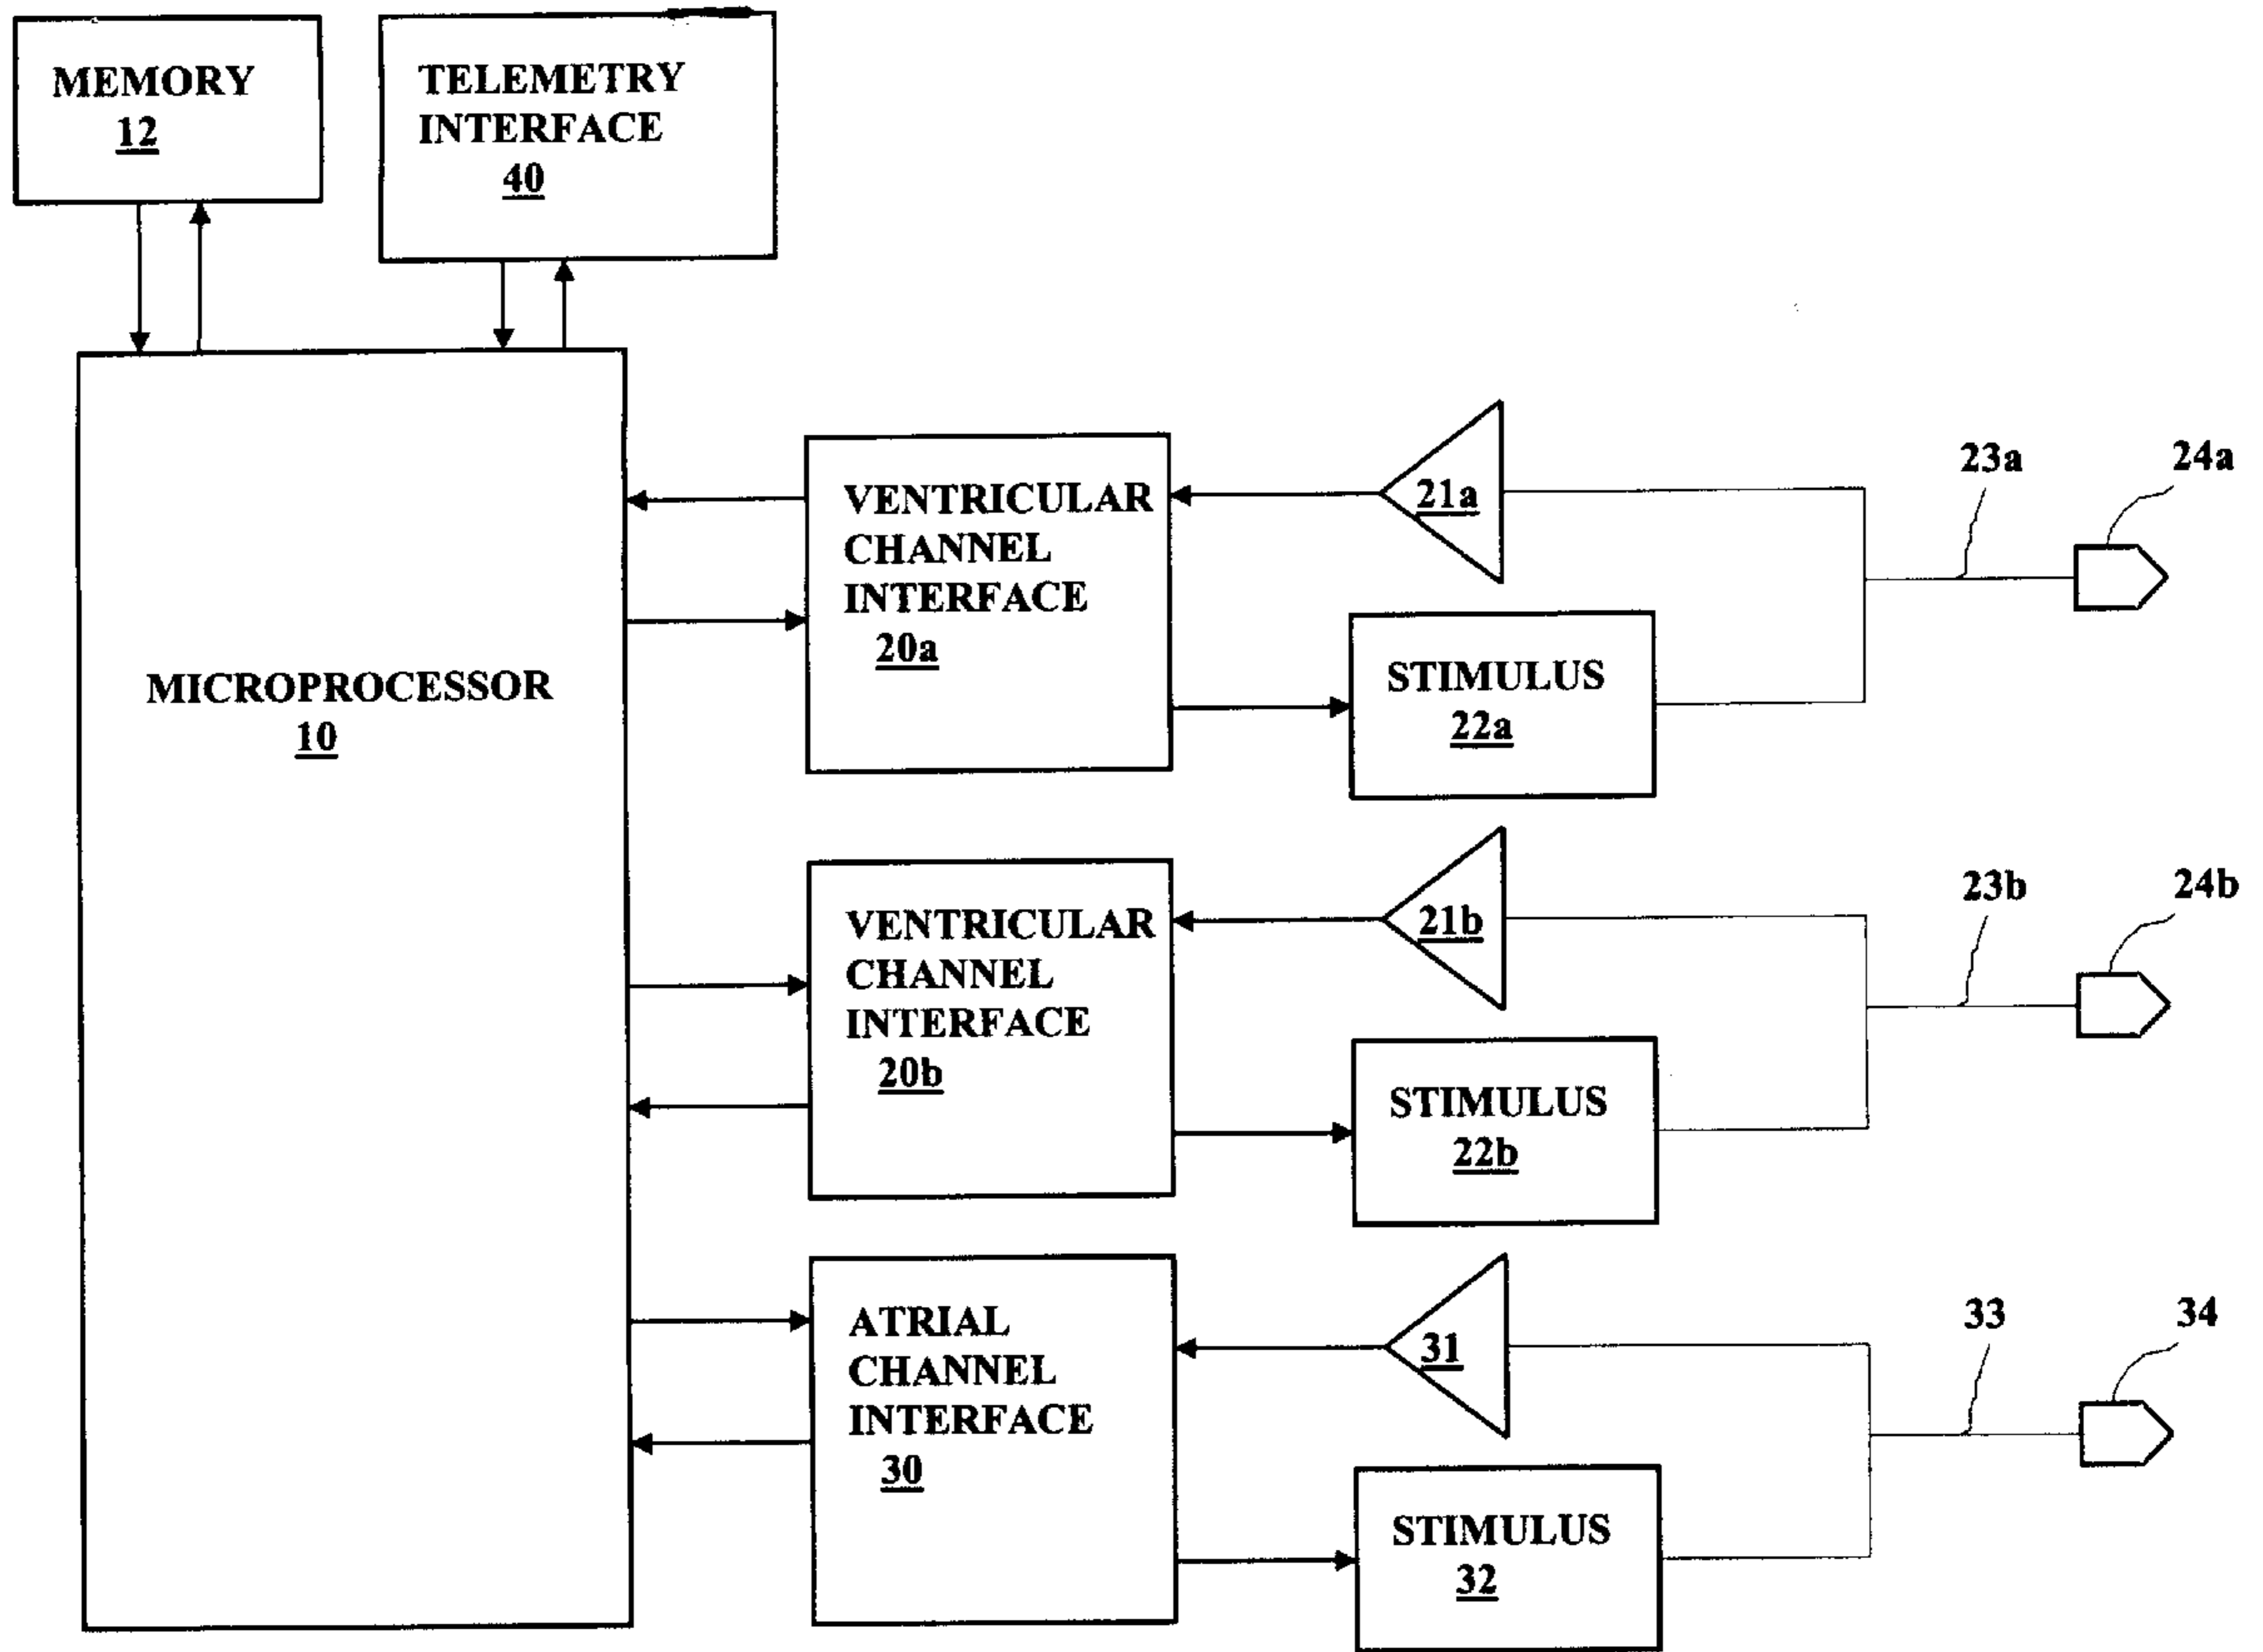 MEMORY
12
TELEMETRY
INTERFACE
40
MICROPROCESSOR
10
VENTRICULAR
CHANNEL
INTERFACE
20a
21a
STIMULUS
22a
23a
24a
VENTRICULAR
CHANNEL
INTERFACE
20b
21b
STIMULUS
22b
23b
24b
ATRIAL
CHANNEL
INTERFACE
30
31
STIMULUS
32
33
34